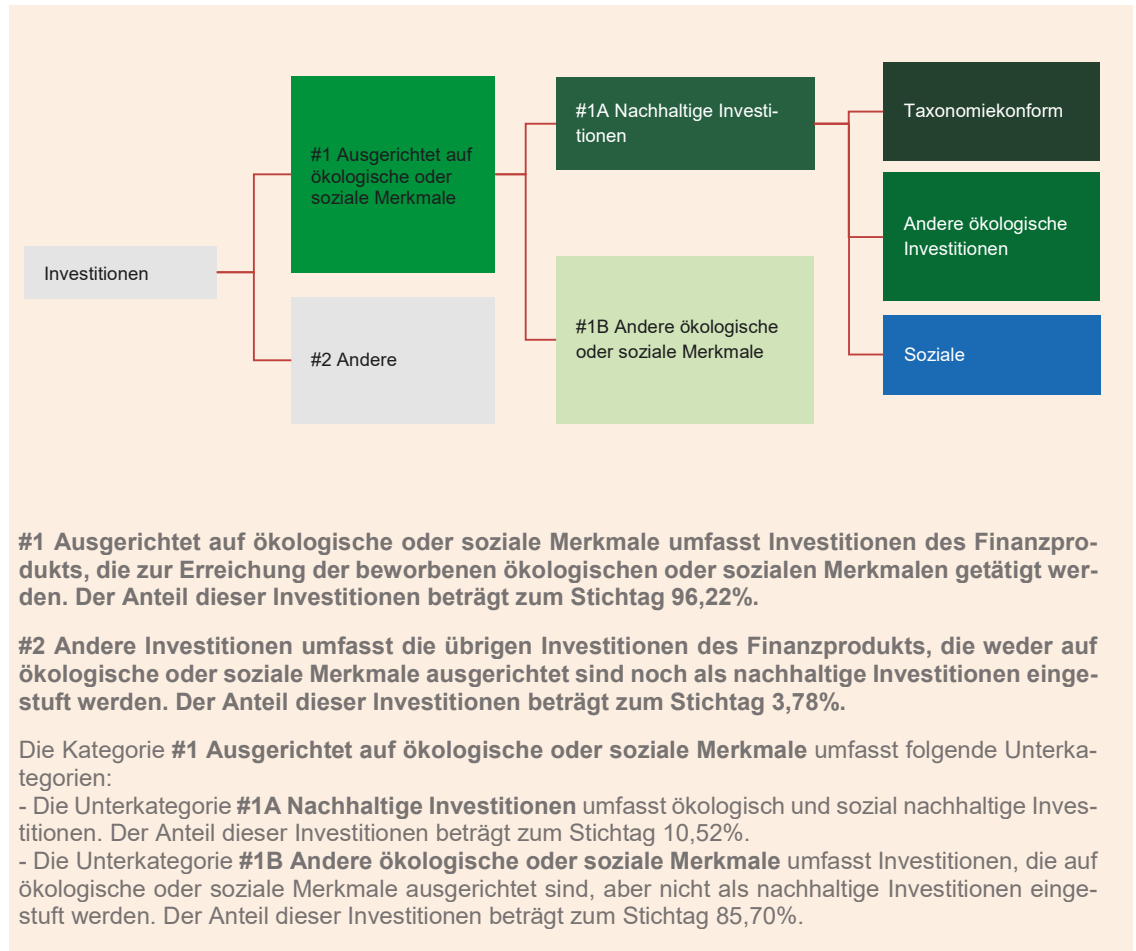 #1 Ausgerichtet auf
ökologische oder
soziale Merkmale
#1A Nachhaltige Investi-
tionen
Taxonomiekonform
Andere ökologische
Investitionen
Investitionen
#2 Andere
#1B Andere ökologische
oder soziale Merkmale
Soziale
#1 Ausgerichtet auf ökologische oder soziale Merkmale umfasst Investitionen des Finanzpro-
dukts, die zur Erreichung der beworbenen ökologischen oder sozialen Merkmalen getätigt wer-
den. Der Anteil dieser Investitionen beträgt zum Stichtag 96,22%.
#2 Andere Investitionen umfasst die übrigen Investitionen des Finanzprodukts, die weder auf
ökologische oder soziale Merkmale ausgerichtet sind noch als nachhaltige Investitionen einge-
stuft werden. Der Anteil dieser Investitionen beträgt zum Stichtag 3,78%.
Die Kategorie #1 Ausgerichtet auf ökologische oder soziale Merkmale umfasst folgende Unterka-
tegorien:
- Die Unterkategorie #1A Nachhaltige Investitionen umfasst ökologisch und sozial nachhaltige Inves-
titionen. Der Anteil dieser Investitionen beträgt zum Stichtag 10,52%.
- Die Unterkategorie #1B Andere ökologische oder soziale Merkmale umfasst Investitionen, die auf
ökologische oder soziale Merkmale ausgerichtet sind, aber nicht als nachhaltige Investitionen einge-
stuft werden. Der Anteil dieser Investitionen beträgt zum Stichtag 85,70%.